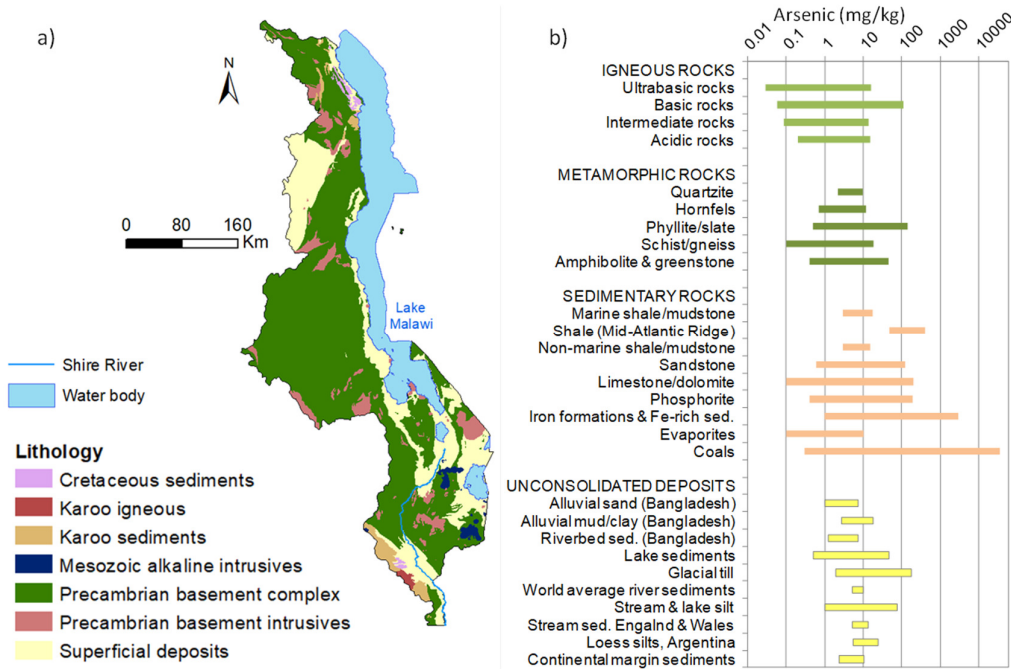 a)
N
0 80 160
Km
Lake
Malawi
Shire River
Water body
Lithology
Cretaceous sediments
Karoo igneous
Karoo sediments
Mesozoic alkaline intrusives
Precambrian basement complex
Precambrian basement intrusives
Superficial deposits
b)
Arsenic (mg/kg)
0.01 0.1 1 10 100 1000 10000
IGNEOUS ROCKS
Ultrabasic rocks
Basic rocks
Intermediate rocks
Acidic rocks
METAMORPHIC ROCKS
Quartzite
Hornfels
Phyllite/slate
Schist/gneiss
Amphibolite & greenstone
SEDIMENTARY ROCKS
Marine shale/mudstone
Shale (Mid-Atlantic Ridge)
Non-marine shale/mudstone
Sandstone
Limestone/dolomite
Phosphorite
Iron formations & Fe-rich sed.
Evaporites
Coals
UNCONSOLIDATED DEPOSITS
Alluvial sand (Bangladesh)
Alluvial mud/clay (Bangladesh)
Riverbed sed. (Bangladesh)
Lake sediments
Glacial till
World average river sediments
Stream & lake silt
Stream sed. Engalnd & Wales
Loess silts, Argentina
Continental margin sediments